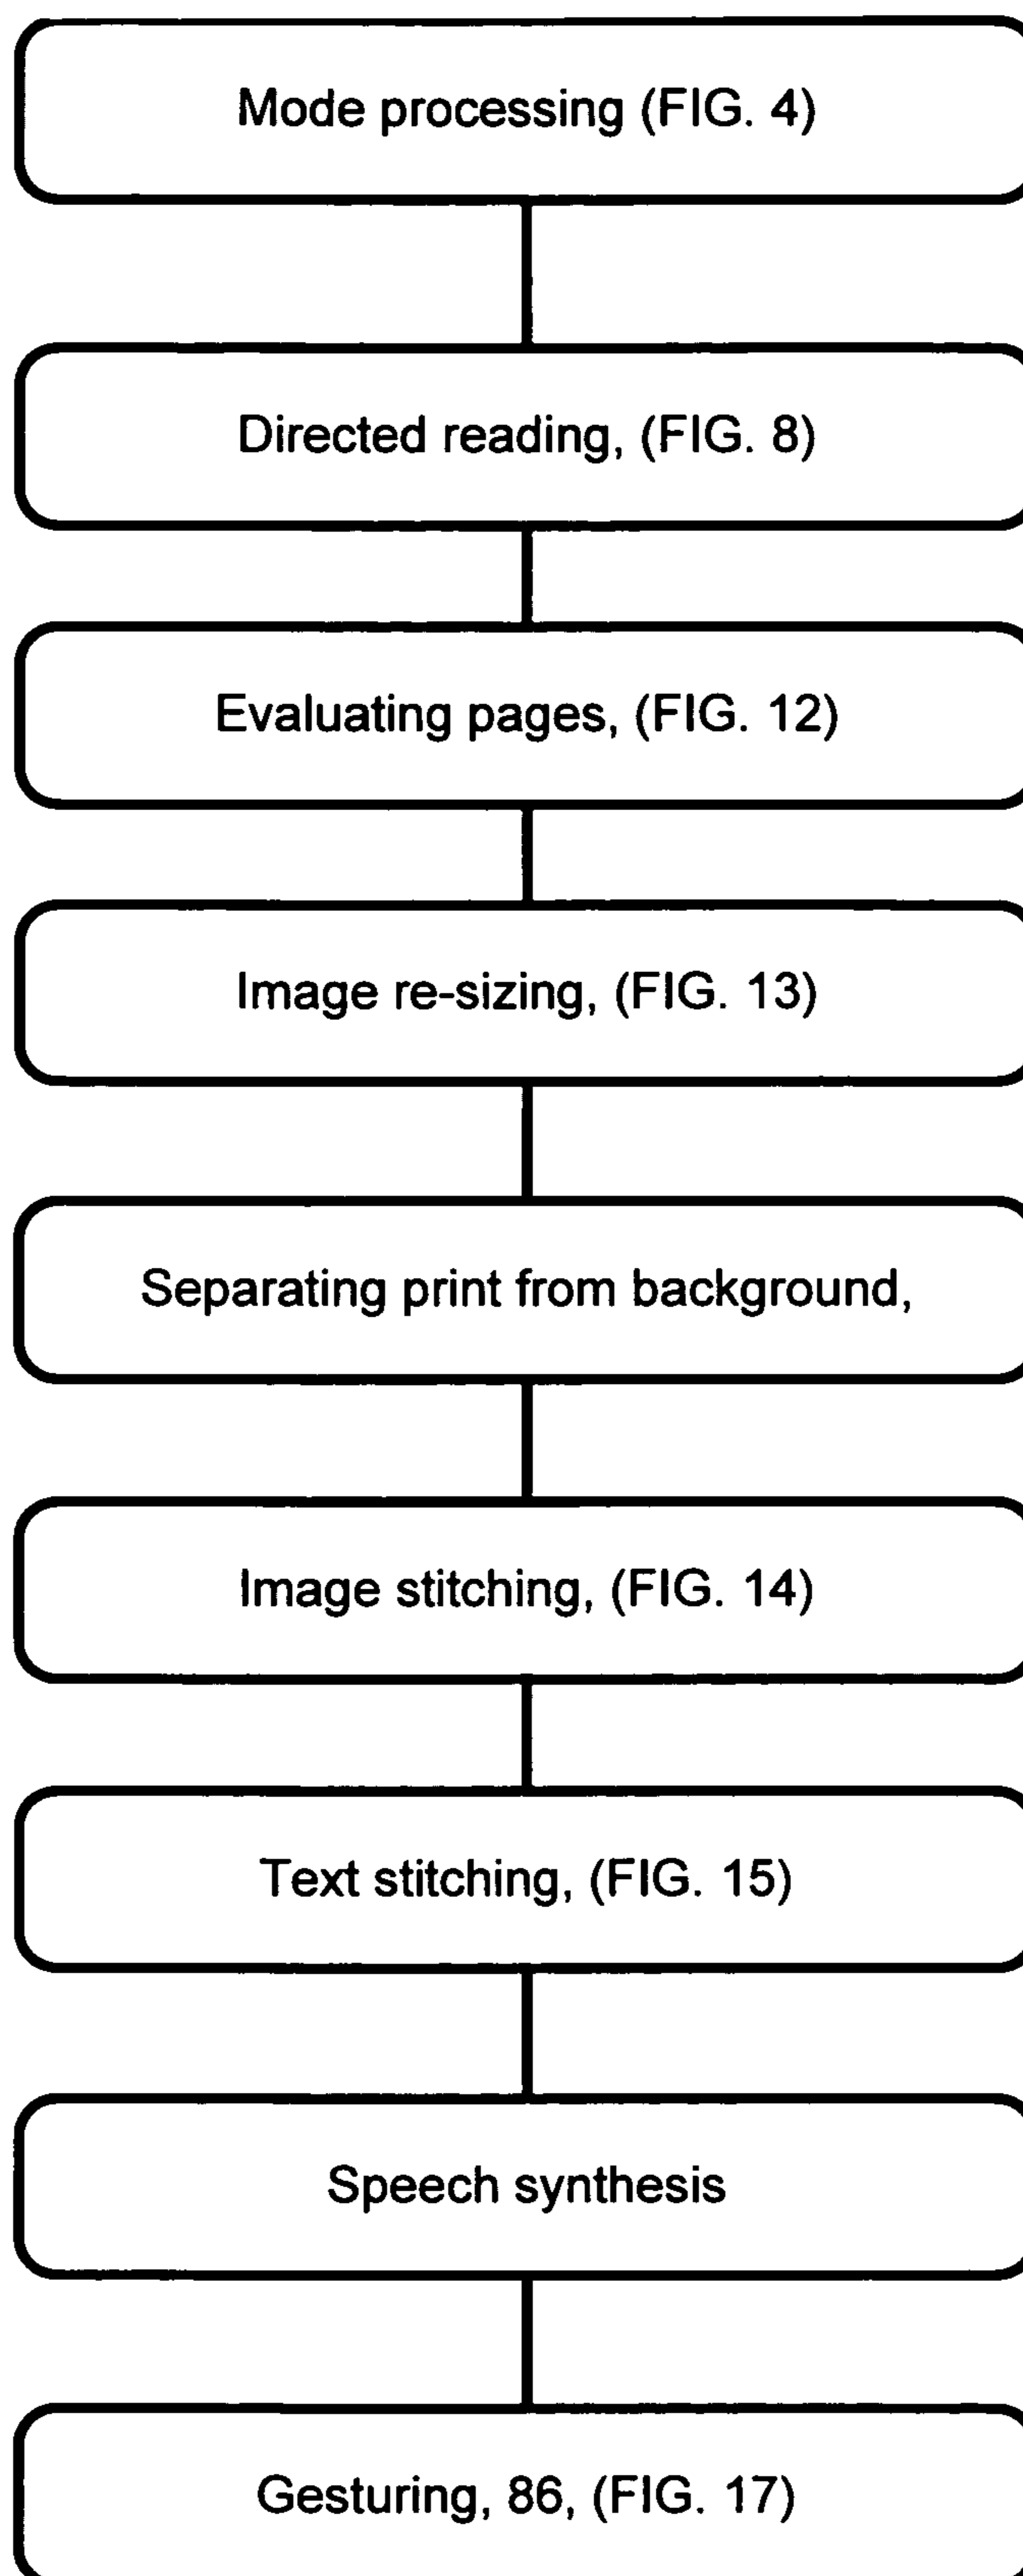 Mode processing (FIG. 4)
Directed reading, (FIG. 8)
Evaluating pages, (FIG. 12)
Image re-sizing, (FIG. 13)
Separating print from background,
Image stitching, (FIG. 14)
Text stitching, (FIG. 15)
Speech synthesis
Gesturing, 86, (FIG. 17)